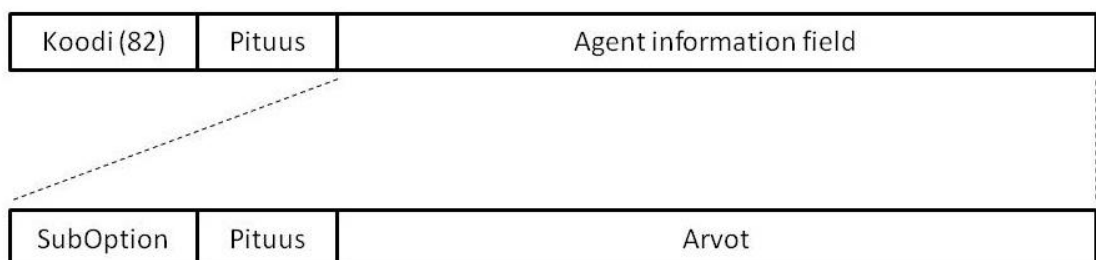 Koodi (82) Pituus Agent information field
SubOption Pituus Arvot